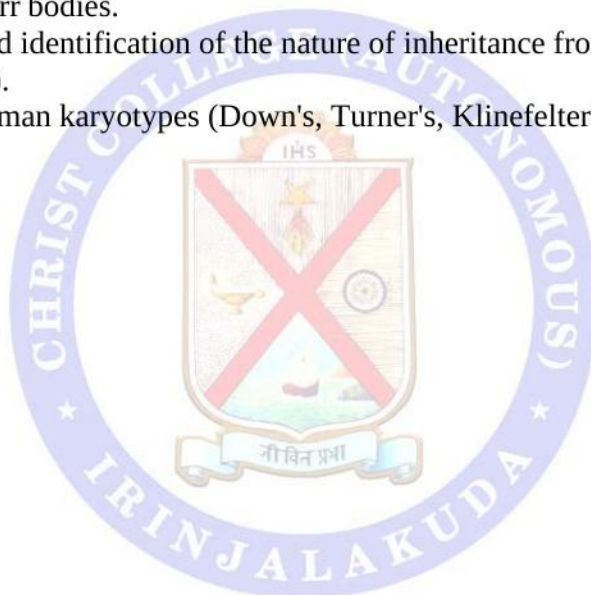 rr bodies.
d identification of the nature of inheritance fro
).
man karyotypes (Down's, Turner's, Klinefelter
CHRIST COLLEGE (AUTONOMOUS)
IHS
जीवित प्रभा
★ IRINJALAKUDA ★